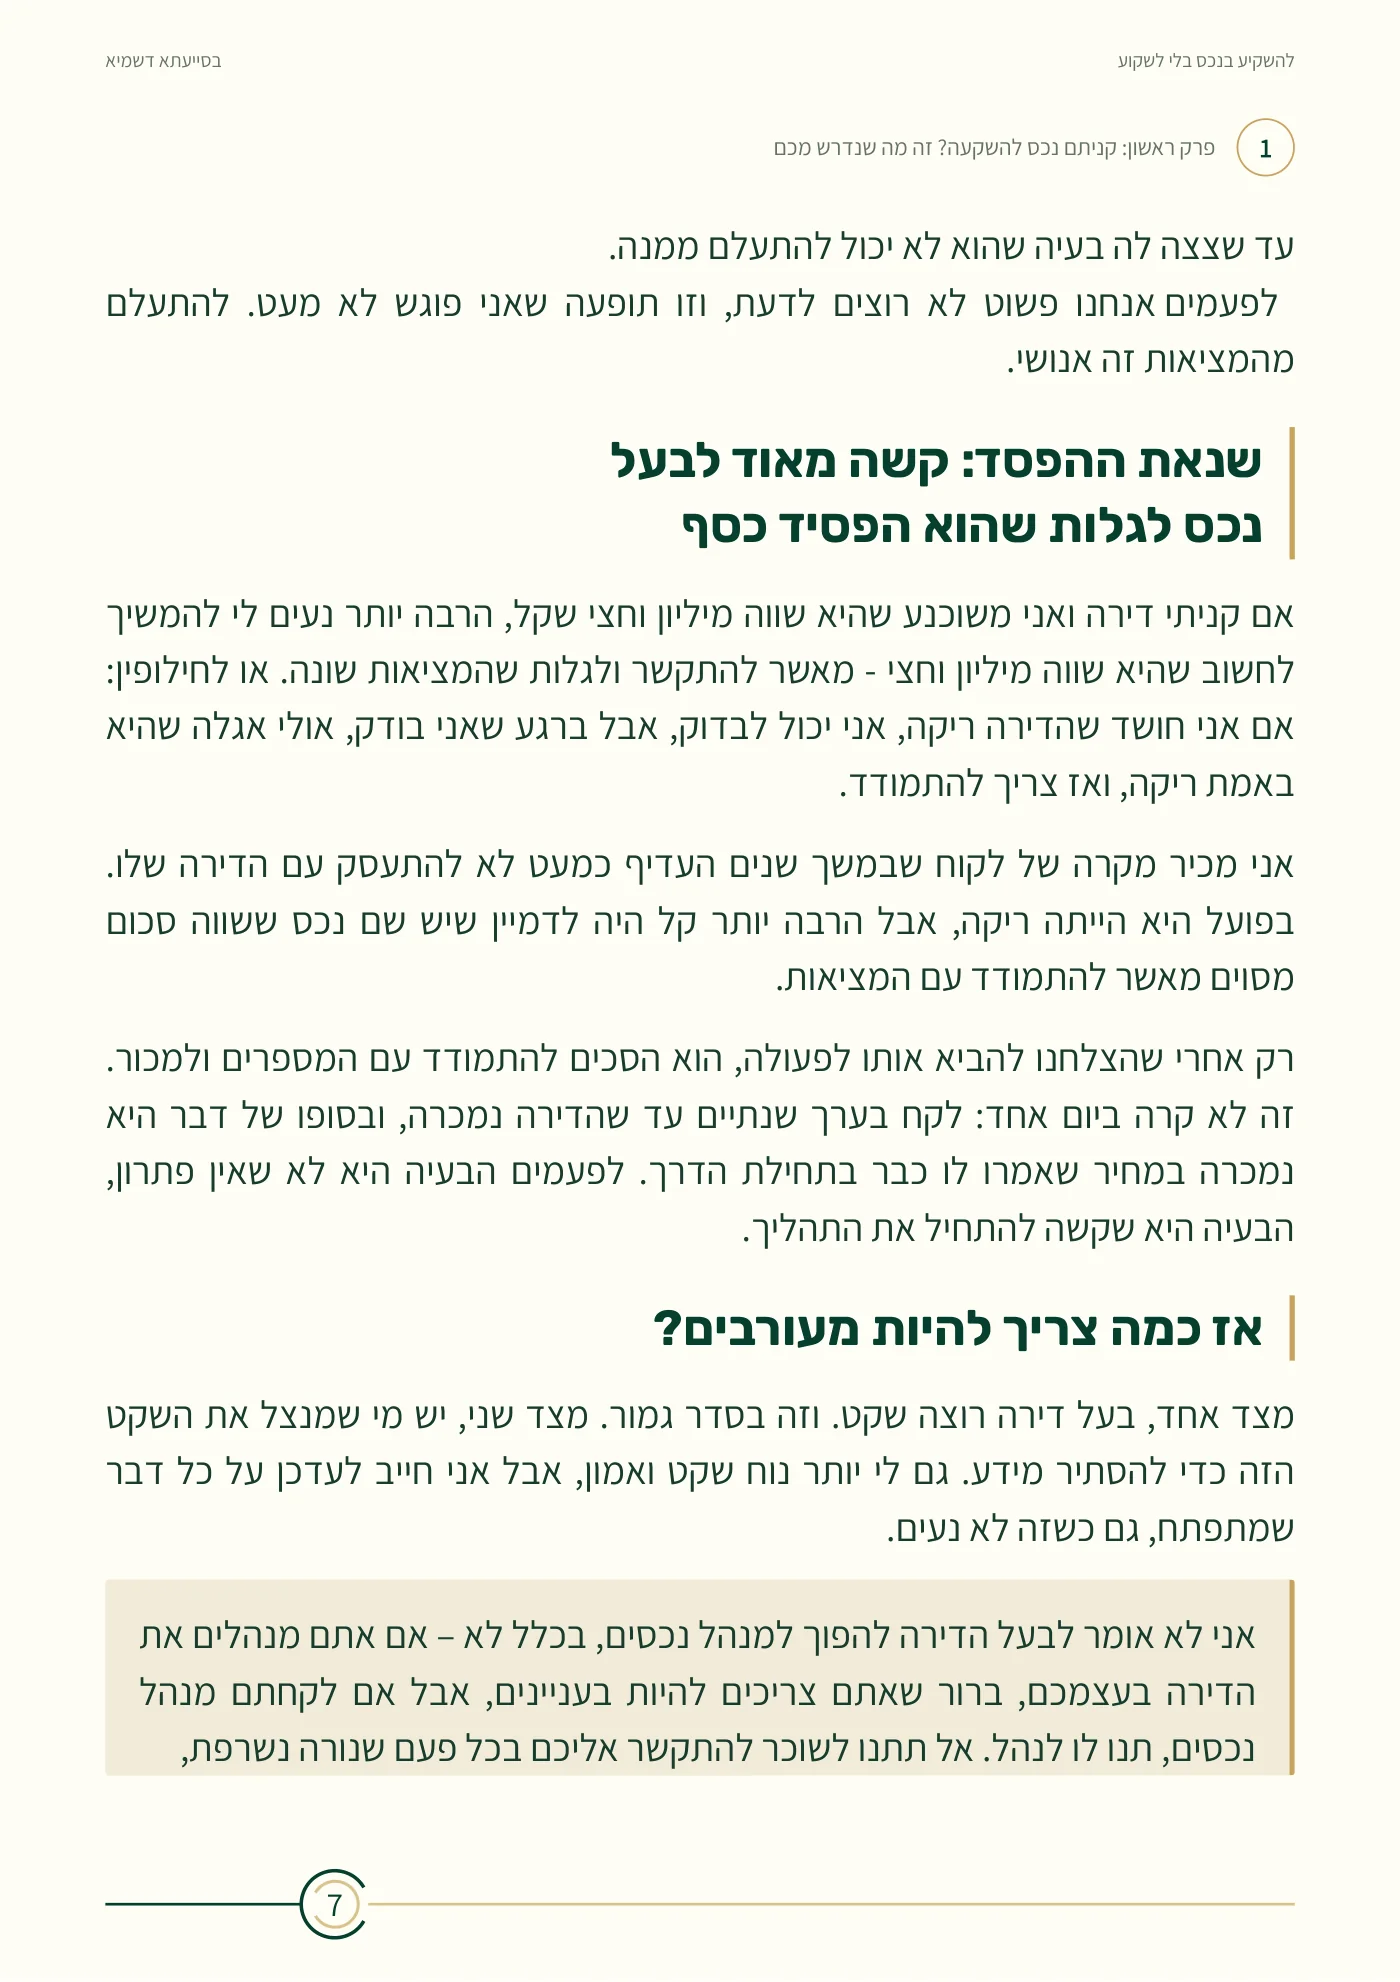 להשקיע בנכס בלי לשקוע
בסייעתא דשמיא
1
פרק ראשון: קניתם נכס להשקעה? זה מה שנדרש מכם
עד שצצה לה בעיה שהוא לא יכול להתעלם ממנה.
לפעמים אנחנו פשוט לא רוצים לדעת, וזו תופעה שאני פוגש לא מעט. להתעלם
מהמציאות זה אנושי.
שנאת ההפסד: קשה מאוד לבעל
נכס לגלות שהוא הפסיד כסף
אם קניתי דירה ואני משוכנע שהיא שווה מיליון וחצי שקל, הרבה יותר נעים לי להמשיך
לחשוב שהיא שווה מיליון וחצי - מאשר להתקשר ולגלות שהמציאות שונה. או לחילופין:
אם אני חושד שהדירה ריקה, אני יכול לבדוק, אבל ברגע שאני בודק, אולי אגלה שהיא
באמת ריקה, ואז צריך להתמודד.
אני מכיר מקרה של לקוח שבמשך שנים העדיף כמעט לא להתעסק עם הדירה שלו.
בפועל היא הייתה ריקה, אבל הרבה יותר קל היה לדמיין שיש שם נכס ששווה סכום
מסוים מאשר להתמודד עם המציאות.
רק אחרי שהצלחנו להביא אותו לפעולה, הוא הסכים להתמודד עם המספרים ולמכור.
זה לא קרה ביום אחד: לקח בערך שנתיים עד שהדירה נמכרה, ובסופו של דבר היא
נמכרה במחיר שאמרו לו כבר בתחילת הדרך. לפעמים הבעיה היא לא שאין פתרון,
הבעיה היא שקשה להתחיל את התהליך.
אז כמה צריך להיות מעורבים?
מצד אחד, בעל דירה רוצה שקט. וזה בסדר גמור. מצד שני, יש מי שמנצל את השקט
הזה כדי להסתיר מידע. גם לי יותר נוח שקט ואמון, אבל אני חייב לעדכן על כל דבר
שמתפתח, גם כשזה לא נעים.
אני לא אומר לבעל הדירה להפוך למנהל נכסים, בכלל לא – אם אתם מנהלים את
הדירה בעצמכם, ברור שאתם צריכים להיות בעניינים, אבל אם לקחתם מנהל
נכסים, תנו לו לנהל. אל תתנו לשוכר להתקשר אליכם בכל פעם שנורה נשרפת,
7